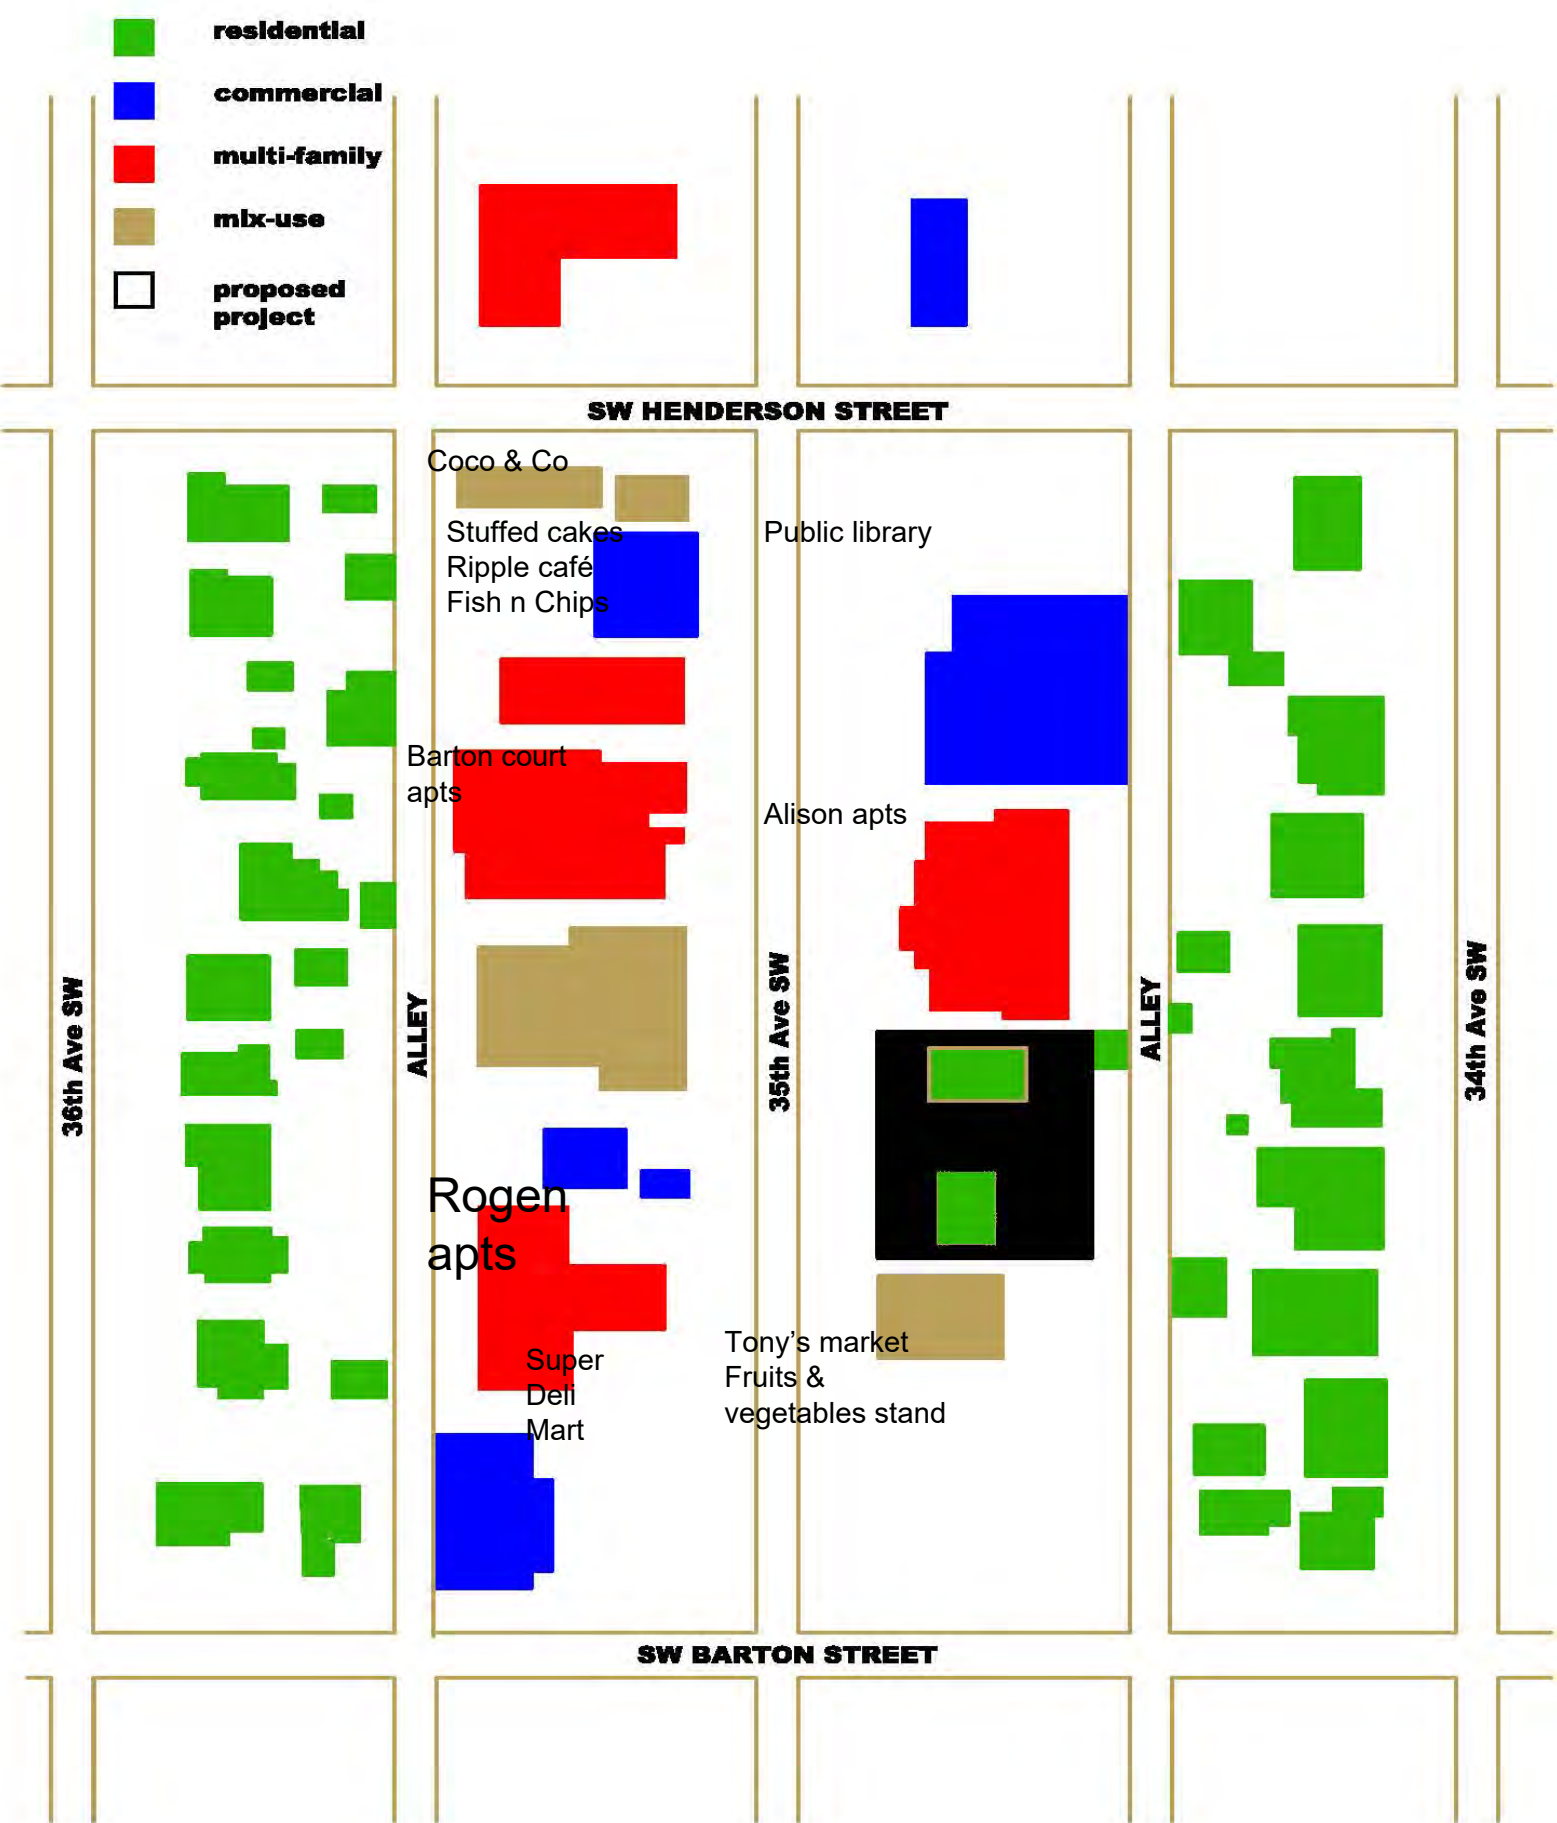 residential
commercial
multi-family
mix-use
proposed
project
SW HENDERSON STREET
Coco & Co
Stuffed cakes
Ripple café
Fish n Chips
Public library
Barton court
apts
Alison apts
36th Ave SW
ALLEY
35th Ave SW
ALLEY
34th Ave SW
Rogen
apts
Super
Deli
Mart
Tony’s market
Fruits &
vegetables stand
SW BARTON STREET